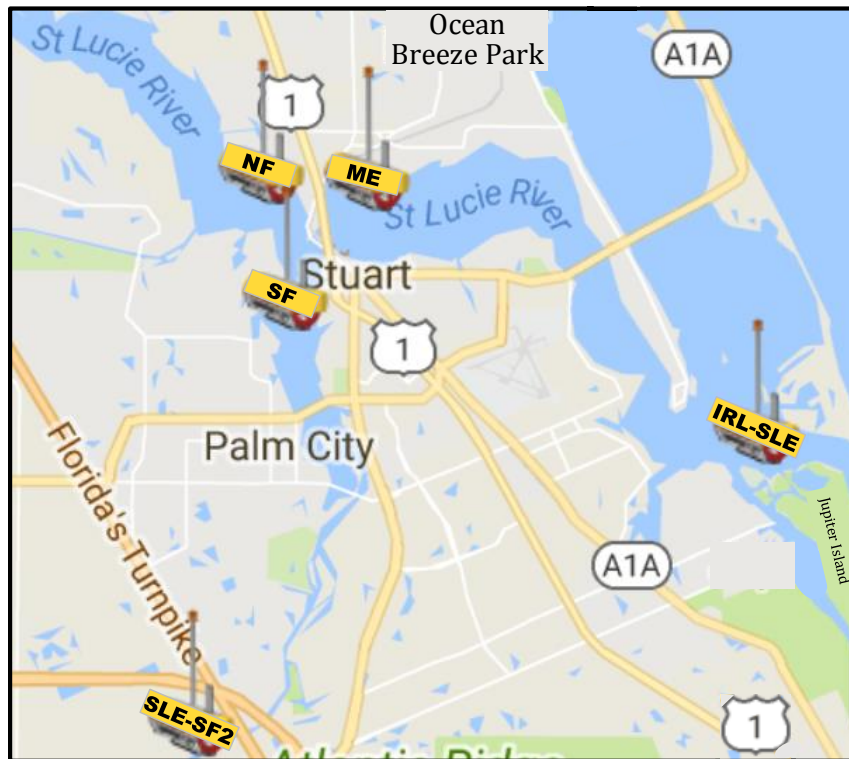 Ocean
Breeze Park
St Lucie River
A1A
1
NF
ME
St Lucie River
Stuart
SF
1
IRL-SLE
Palm City
Florida's Turnpike
Jupiter Island
A1A
SLE-SF2
1
Atlantic Ridge